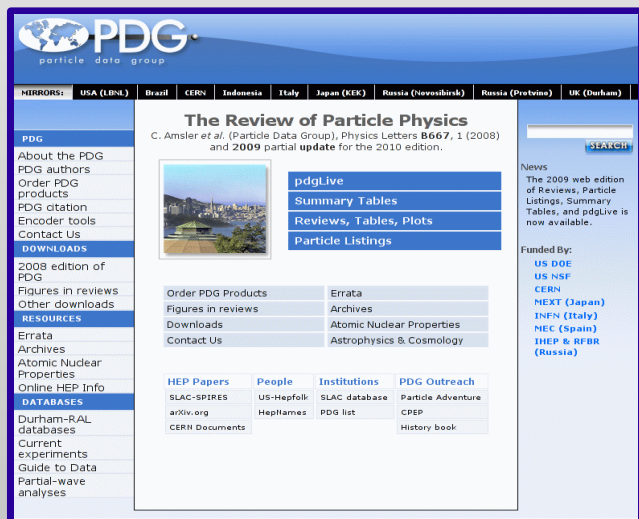 PDG
particle data group
MIRRORS: USA (LBNL) Brazil CERN Indonesia Italy Japan (KEK) Russia (Novosibirsk) Russia (Protvino) UK (Durham)
PDG
About the PDG
PDG authors
Order PDG
products
PDG citation
Encoder tools
Contact Us
DOWNLOADS
2008 edition of
PDG
Figures in reviews
Other downloads
RESOURCES
Errata
Archives
Atomic Nuclear
Properties
Online HEP Info
DATABASES
Durham-RAL
databases
Current
experiments
Guide to Data
Partial-wave
analyses
The Review of Particle Physics
C. Amsler et al. (Particle Data Group), Physics Letters B667, 1 (2008)
and 2009 partial update for the 2010 edition.
pdgLive
Summary Tables
Reviews, Tables, Plots
Particle Listings
Order PDG Products Errata
Figures in reviews Archives
Downloads Atomic Nuclear Properties
Contact Us Astrophysics & Cosmology
HEP Papers People Institutions PDG Outreach
SLAC-SPIRES US-Hepfolk SLAC database Particle Adventure
arXiv.org HepNames PDG list CPEP
CERN Documents History book
SEARCH
News
The 2009 web edition
of Reviews, Particle
Listings, Summary
Tables, and pdgLive is
now available.
Funded By:
US DOE
US NSF
CERN
MEXT (Japan)
INFN (Italy)
MEC (Spain)
IHEP & RFBR
(Russia)